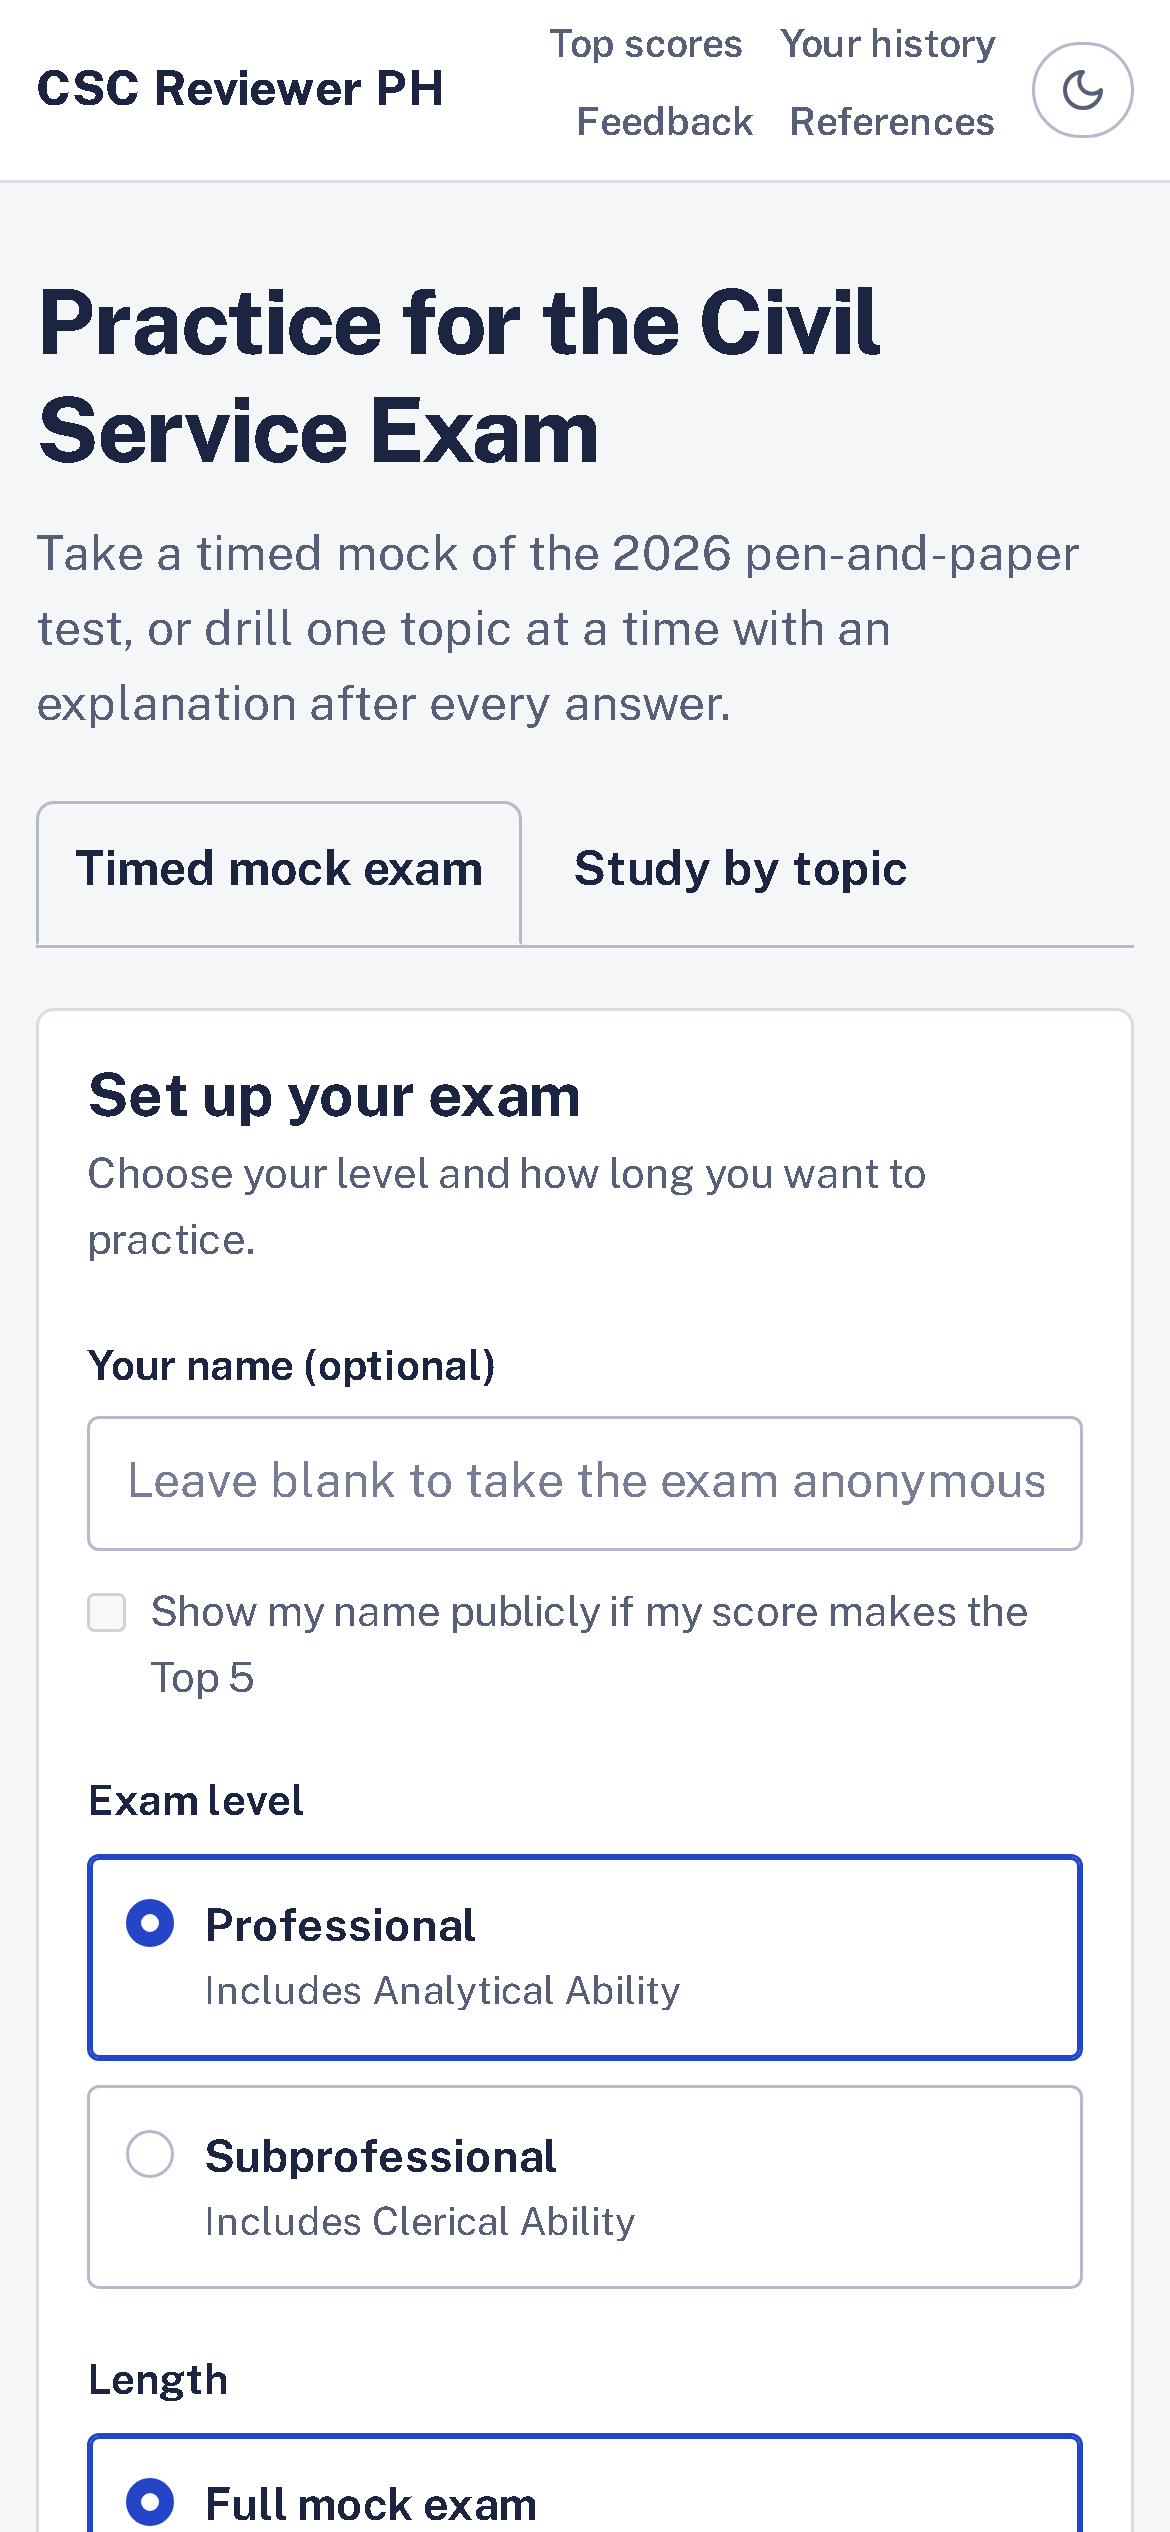 CSC Reviewer PH
Top scores
Your history
Feedback
References
Practice for the Civil
Service Exam
Take a timed mock of the 2026 pen-and-paper
test, or drill one topic at a time with an
explanation after every answer.
Timed mock exam
Study by topic
Set up your exam
Choose your level and how long you want to
practice.
Your name (optional)
Leave blank to take the exam anonymous
Show my name publicly if my score makes the
Top 5
Exam level
Professional
Includes Analytical Ability
Subprofessional
Includes Clerical Ability
Length
Full mock exam